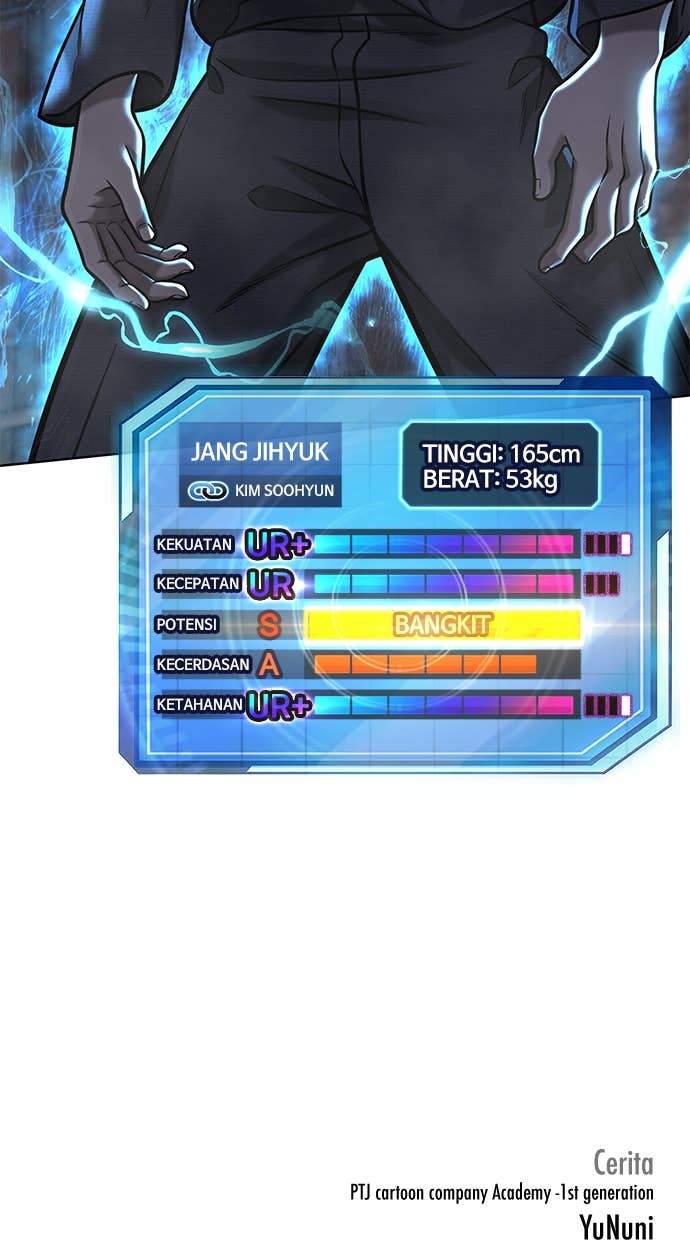 JANG JIHYUK
KIM SOOHYUN
TINGGI: 165cm
BERAT: 53kg
KEKUATAN UR+
KECEPATAN UR
POTENSI S BANGKIT
KECERDASAN A
KETAHANAN UR+
Cerita
PTJ cartoon company Academy -1st generation
YuNuni